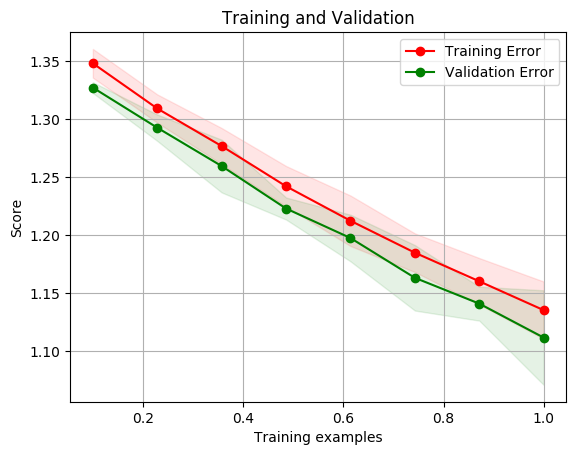 Training and Validation
Training Error
Validation Error
1.35
1.30
1.25
1.20
1.15
1.10
Score
0.2 0.4 0.6 0.8 1.0
Training examples